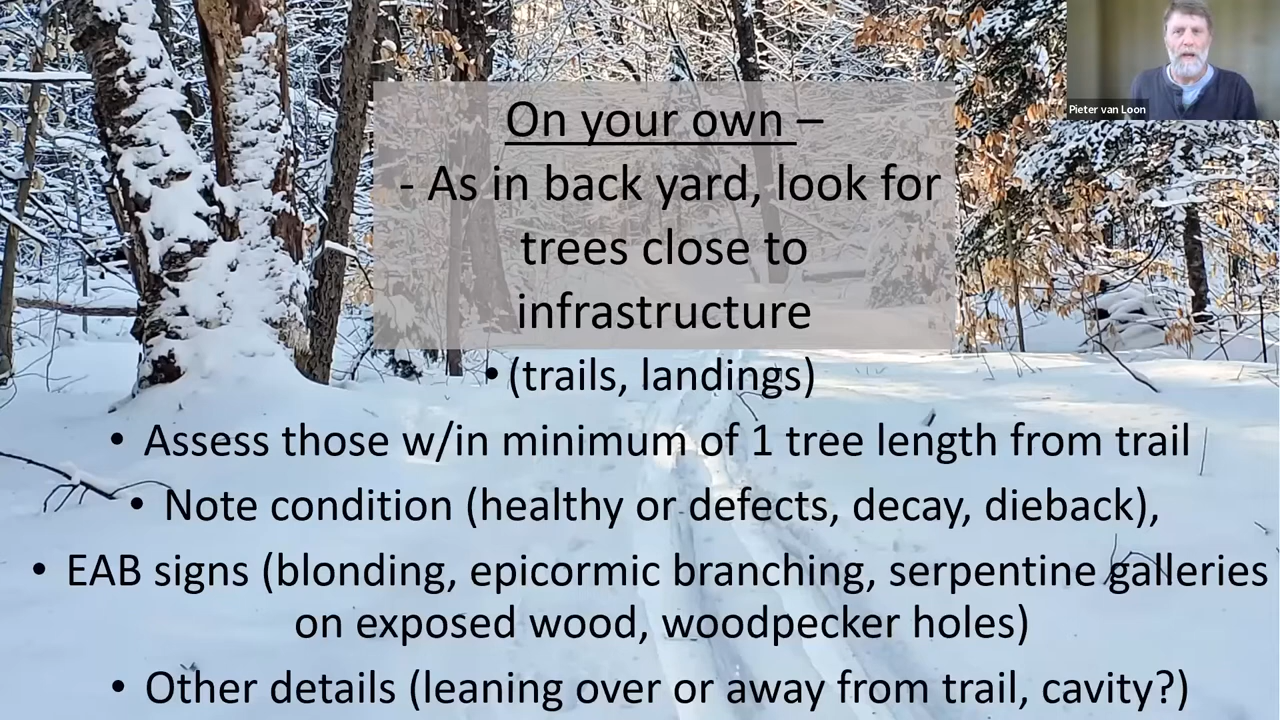 Pieter van Loon
On your own –
- As in back yard, look for
trees close to
infrastructure
• (trails, landings)
• Assess those w/in minimum of 1 tree length from trail
• Note condition (healthy or defects, decay, dieback),
• EAB signs (blonding, epicormic branching, serpentine galleries
on exposed wood, woodpecker holes)
• Other details (leaning over or away from trail, cavity?)